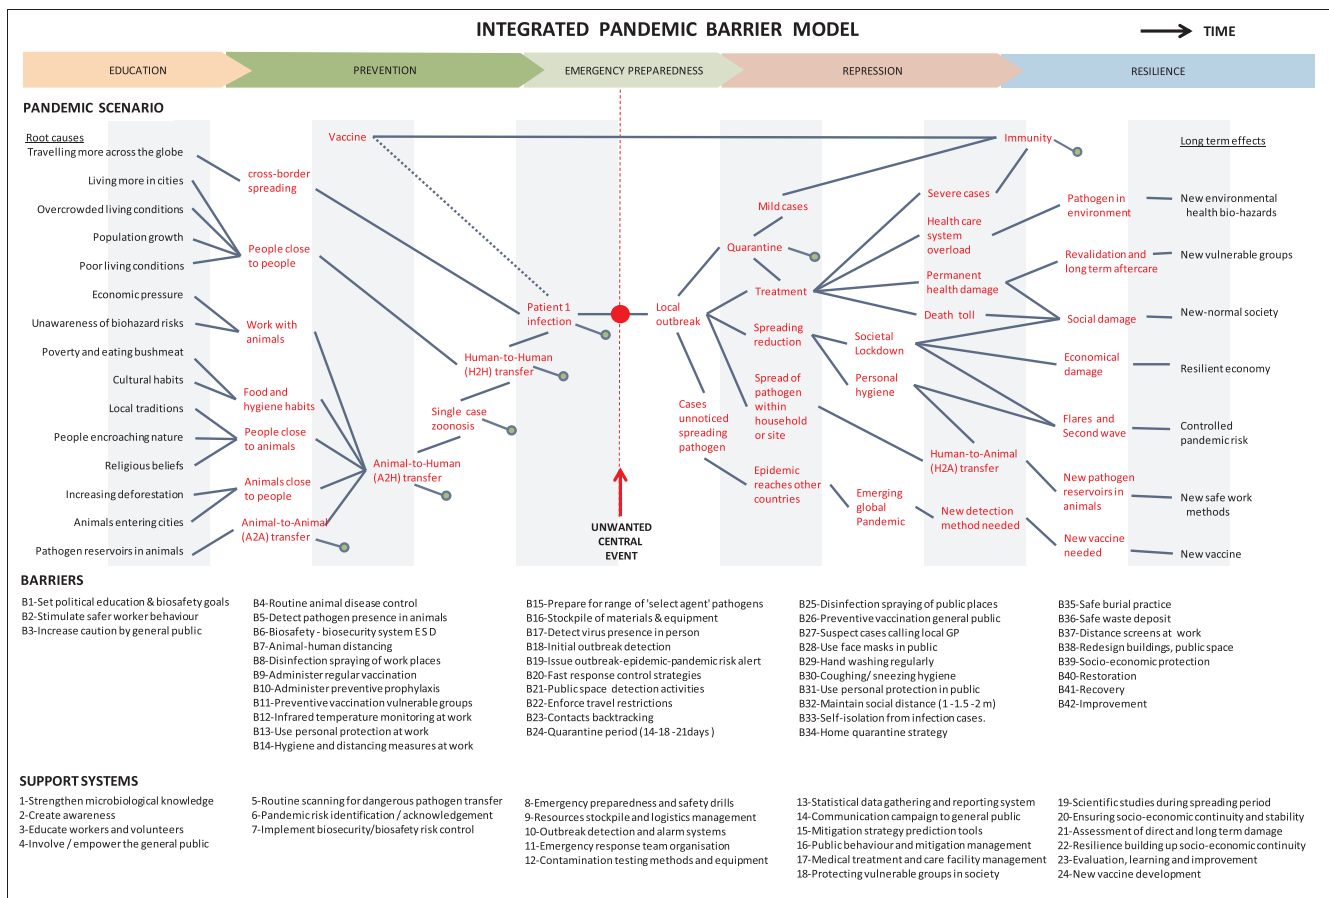 INTEGRATED PANDEMIC BARRIER MODEL
TIME
EDUCATION
PREVENTION
EMERGENCY PREPAREDNESS
REPRESSION
RESILIENCE
PANDEMIC SCENARIO
Root causes
Travelling more across the globe
Living more in cities
Overcrowded living conditions
Population growth
Poor living conditions
Economic pressure
Unawareness of biohazard risks
Poverty and eating bushmeat
Cultural habits
Local traditions
People encroaching nature
Religious beliefs
Increasing deforestation
Animals entering cities
Pathogen reservoirs in animals
Vaccine
cross-border
spreading
People close
to people
Work with
animals
Food and
hygiene habits
People close
to animals
Animals close
to people
Animal-to-Animal
(A2A) transfer
Animal-to-Human
(A2H) transfer
Single case
zoonosis
Human-to-Human
(H2H) transfer
Patient 1
infection
UNWANTED
CENTRAL
EVENT
Local
outbreak
Cases
unnoticed
spreading
pathogen
Mild cases
Quarantine
Treatment
Spreading
reduction
Spread of
pathogen
within
household
or site
Epidemic
reaches other
countries
Societal
Lockdown
Personal
hygiene
Emerging
global
Pandemic
Immunity
Severe cases
Health care
system
overload
Permanent
health damage
Death toll
Human-to-Animal
(H2A) transfer
New detection
method needed
Pathogen in
environment
Revalidation and
long term aftercare
Social damage
Economical
damage
Flares and
Second wave
New pathogen
reservoirs in
animals
New vaccine
needed
Long term effects
New environmental
health bio-hazards
New vulnerable groups
New-normal society
Resilient economy
Controlled
pandemic risk
New safe work
methods
New vaccine
BARRIERS
B1-Set political education & biosafety goals
B2-Stimulate safer worker behaviour
B3-Increase caution by general public
B4-Routine animal disease control
B5-Detect pathogen presence in animals
B6-Biosafety - biosecurity system E S D
B7-Animal-human distancing
B8-Disinfection spraying of work places
B9-Administer regular vaccination
B10-Administer preventive prophylaxis
B11-Preventive vaccination vulnerable groups
B12-Infrared temperature monitoring at work
B13-Use personal protection at work
B14-Hygiene and distancing measures at work
B15-Prepare for range of 'select agent' pathogens
B16-Stockpile of materials & equipment
B17-Detect virus presence in person
B18-Initial outbreak detection
B19-Issue outbreak-epidemic-pandemic risk alert
B20-Fast response control strategies
B21-Public space detection activities
B22-Enforce travel restrictions
B23-Contacts backtracking
B24-Quarantine period (14-18 -21days )
B25-Disinfection spraying of public places
B26-Preventive vaccination general public
B27-Suspect cases calling local GP
B28-Use face masks in public
B29-Hand washing regularly
B30-Coughing/ sneezing hygiene
B31-Use personal protection in public
B32-Maintain social distance (1 -1.5 -2 m)
B33-Self-isolation from infection cases.
B34-Home quarantine strategy
B35-Safe burial practice
B36-Safe waste deposit
B37-Distance screens at work
B38-Redesign buildings, public space
B39-Socio-economic protection
B40-Restoration
B41-Recovery
B42-Improvement
SUPPORT SYSTEMS
1-Strengthen microbiological knowledge
2-Create awareness
3-Educate workers and volunteers
4-Involve / empower the general public
5-Routine scanning for dangerous pathogen transfer
6-Pandemic risk identification / acknowledgement
7-Implement biosecurity/biosafety risk control
8-Emergency preparedness and safety drills
9-Resources stockpile and logistics management
10-Outbreak detection and alarm systems
11-Emergency response team organisation
12-Contamination testing methods and equipment
13-Statistical data gathering and reporting system
14-Communication campaign to general public
15-Mitigation strategy prediction tools
16-Public behaviour and mitigation management
17-Medical treatment and care facility management
18-Protecting vulnerable groups in society
19-Scientific studies during spreading period
20-Ensuring socio-economic continuity and stability
21-Assessment of direct and long term damage
22-Resilience building up socio-economic continuity
23-Evaluation, learning and improvement
24-New vaccine development